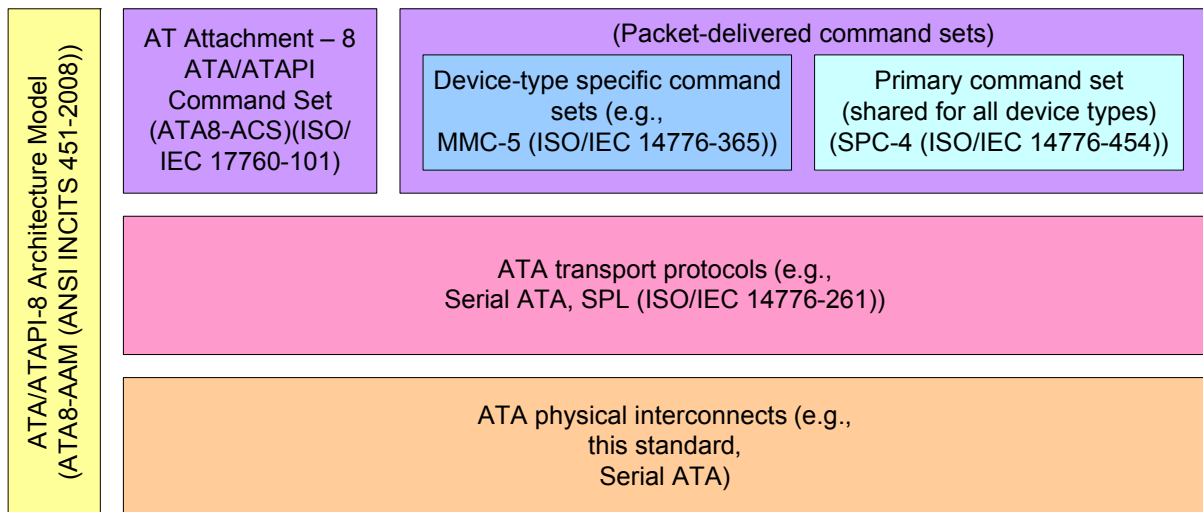 ATA/ATAPI-8 Architecture Model
(ATA8-AAM (ANSI INCITS 451-2008))
AT Attachment – 8
ATA/ATAPI
Command Set
(ATA8-ACS)(ISO/
IEC 17760-101)
(Packet-delivered command sets)
Device-type specific command
sets (e.g.,
MMC-5 (ISO/IEC 14776-365))
Primary command set
(shared for all device types)
(SPC-4 (ISO/IEC 14776-454))
ATA transport protocols (e.g.,
Serial ATA, SPL (ISO/IEC 14776-261))
ATA physical interconnects (e.g.,
this standard,
Serial ATA)